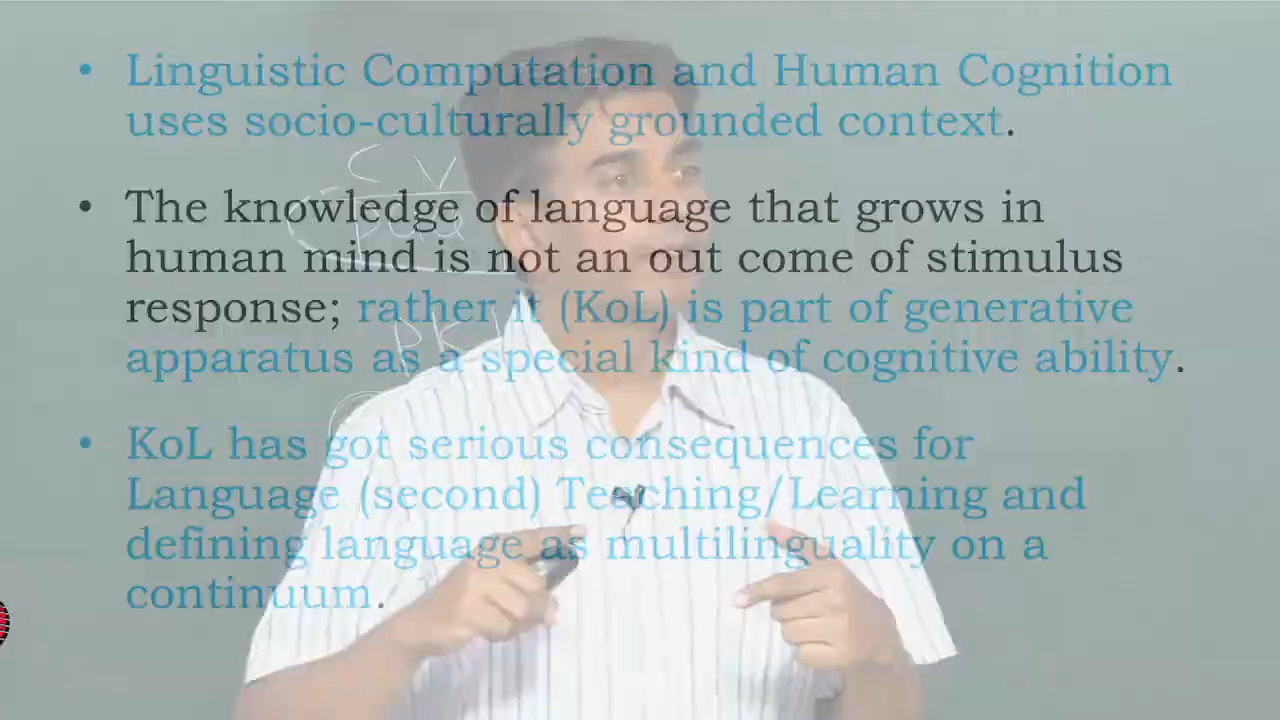 • Linguistic Computation and Human Cognition
uses socio-culturally grounded context.
• The knowledge of language that grows in
human mind is not an out come of stimulus
response; rather it (KoL) is part of generative
apparatus as a special kind of cognitive ability.
• KoL has got serious consequences for
Language (second) Teaching/Learning and
defining language as multilinguality on a
continuum.
C V